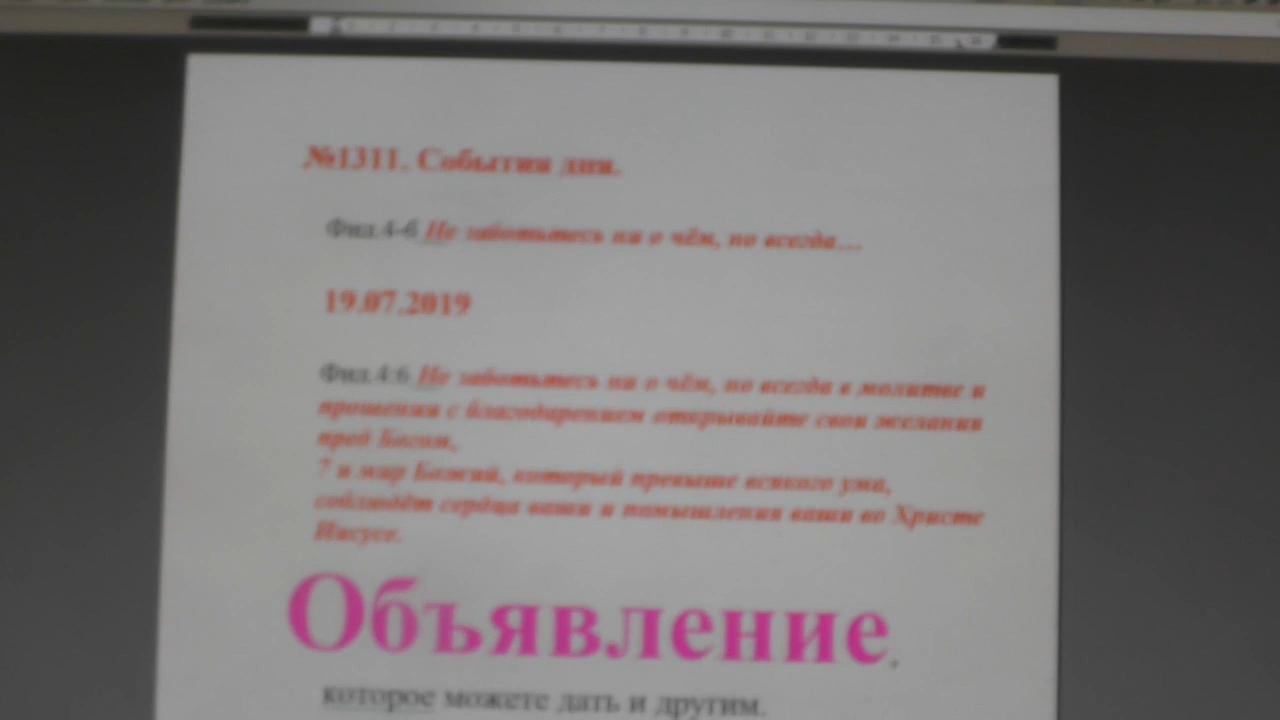 №1311. События дня.
Фил.4-6 Не заботьтесь ни о чём, но всегда...
19.07.2019
Фил.4:6 Не заботьтесь ни о чём, но всегда в молитве и
прошении с благодарением открывайте свои желания
пред Богом,
7 и мир Божий, который превыше всякого ума,
соблюдёт сердца ваши и помышления ваши во Христе
Иисусе.
Объявление.
которое можете дать и другим.